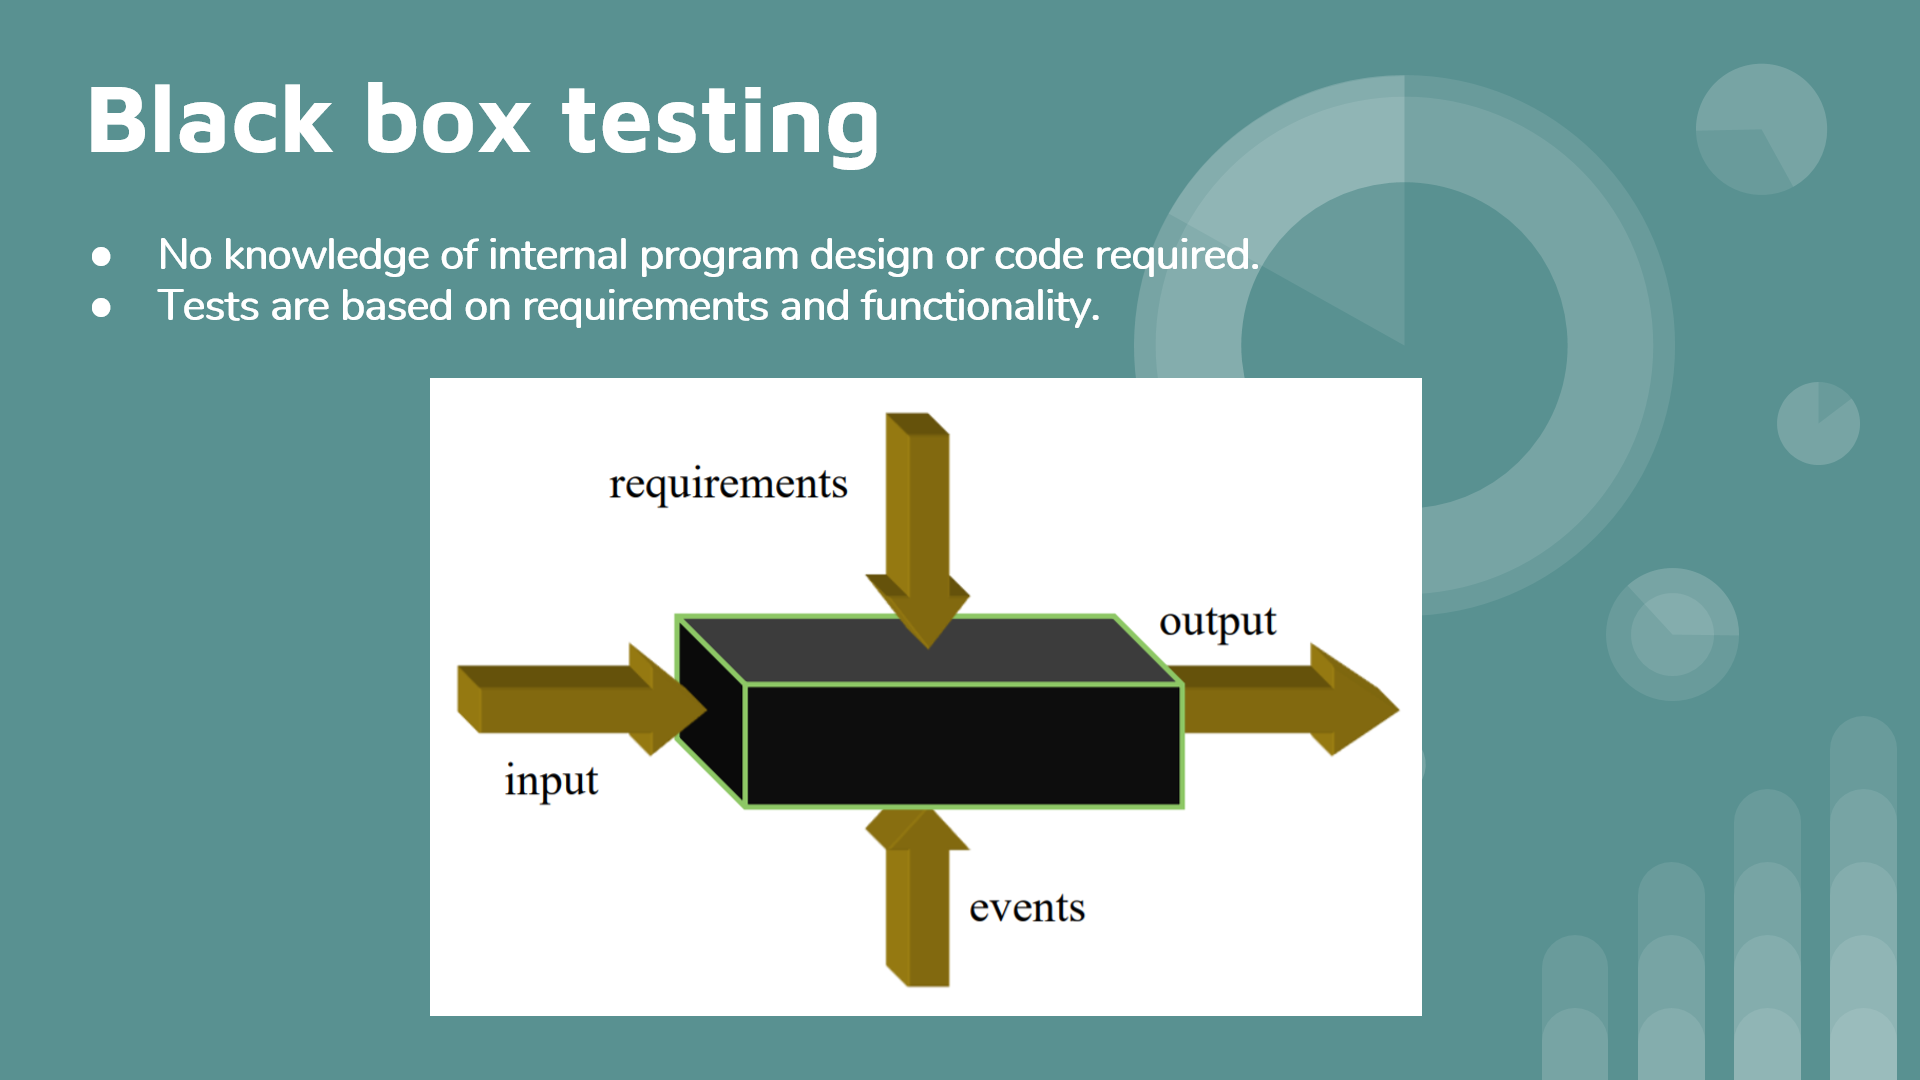 Black box testing
● No knowledge of internal program design or code required.
● Tests are based on requirements and functionality.
requirements
output
input
events